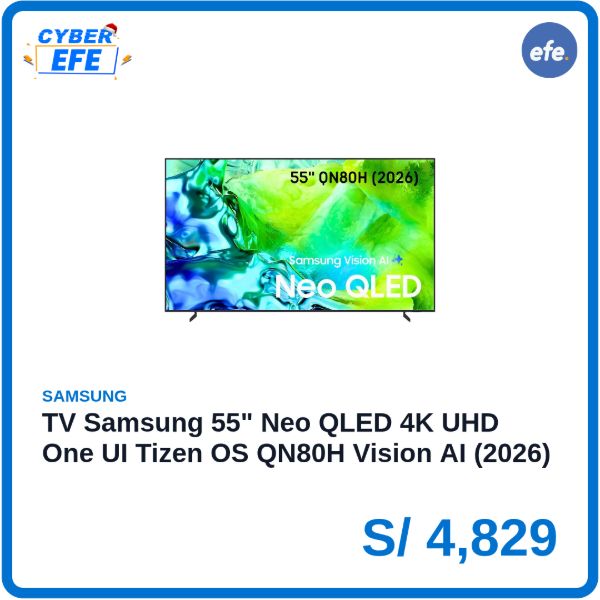 CYBER
EFE
efe.
55" QN80H (2026)
Samsung Vision AI
Neo QLED
SAMSUNG
TV Samsung 55" Neo QLED 4K UHD
One UI Tizen OS QN80H Vision AI (2026)
S/ 4,829